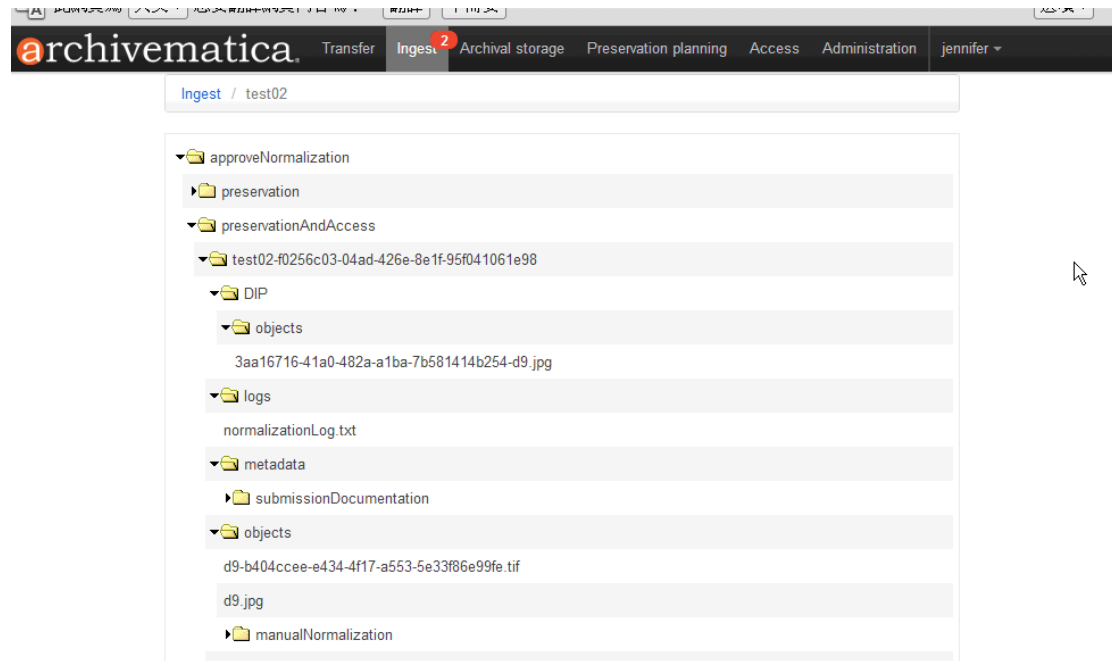 archivematica.
Transfer Ingest 2 Archival storage Preservation planning Access Administration jennifer
Ingest / test02
approveNormalization
preservation
preservationAndAccess
test02-f0256c03-04ad-426e-8e1f-95f041061e98
DIP
objects
3aa16716-41a0-482a-a1ba-7b581414b254-d9.jpg
logs
normalizationLog.txt
metadata
submissionDocumentation
objects
d9-b404ccee-e434-4f17-a553-5e33f86e99fe.tif
d9.jpg
manualNormalization